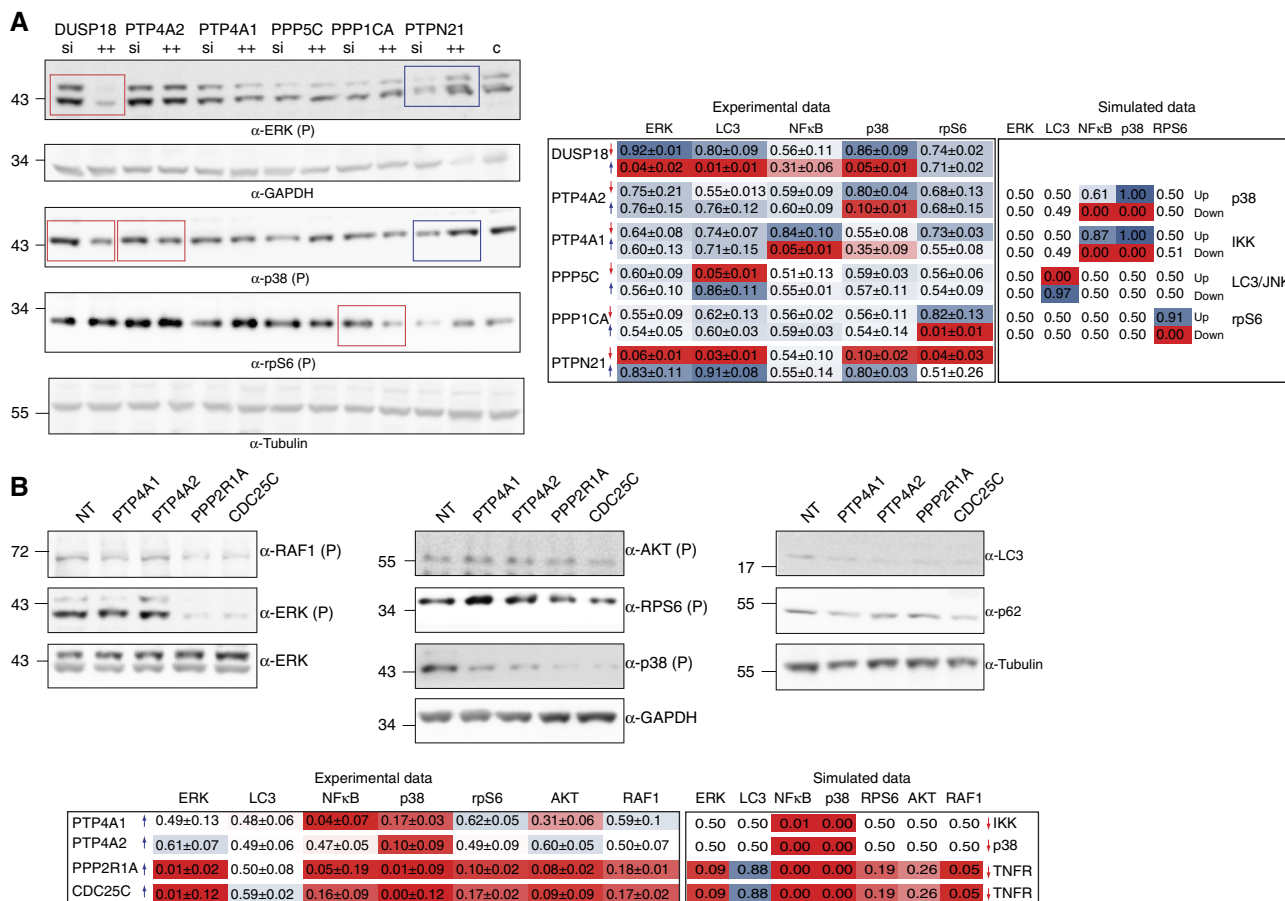 A
DUSP18 PTP4A2 PTP4A1 PPP5C PPP1CA PTPN21
si ++ si ++ si ++ si ++ si ++ si ++ c
43
α-ERK (P)
34
α-GAPDH
43
α-p38 (P)
34
α-rpS6 (P)
55
α-Tubulin
Experimental data
ERK LC3 NFκB p38 rpS6
DUSP18 ↓ 0.92±0.01 0.80±0.09 0.56±0.11 0.86±0.09 0.74±0.02
↑ 0.04±0.02 0.01±0.01 0.31±0.06 0.05±0.01 0.71±0.02
PTP4A2 ↓ 0.75±0.21 0.55±0.013 0.59±0.09 0.80±0.04 0.68±0.13
↑ 0.76±0.15 0.76±0.12 0.60±0.09 0.10±0.01 0.68±0.15
PTP4A1 ↓ 0.64±0.08 0.74±0.07 0.84±0.10 0.55±0.08 0.73±0.03
↑ 0.60±0.13 0.71±0.15 0.05±0.01 0.35±0.09 0.55±0.08
PPP5C ↓ 0.60±0.09 0.05±0.01 0.51±0.13 0.59±0.03 0.56±0.06
↑ 0.56±0.10 0.86±0.11 0.55±0.01 0.57±0.11 0.54±0.09
PPP1CA ↓ 0.55±0.09 0.62±0.13 0.56±0.02 0.56±0.11 0.82±0.13
↑ 0.54±0.05 0.60±0.03 0.59±0.03 0.54±0.14 0.01±0.01
PTPN21 ↓ 0.06±0.01 0.03±0.01 0.54±0.10 0.10±0.02 0.04±0.03
↑ 0.83±0.11 0.91±0.08 0.55±0.14 0.80±0.03 0.51±0.26
Simulated data
ERK LC3 NFκB p38 RPS6
0.50 0.50 0.61 1.00 0.50 Up p38
0.50 0.49 0.00 0.00 0.50 Down
0.50 0.50 0.87 1.00 0.50 Up IKK
0.50 0.49 0.00 0.00 0.51 Down
0.50 0.00 0.50 0.50 0.50 Up LC3/JNK
0.50 0.97 0.50 0.50 0.50 Down
0.50 0.50 0.50 0.50 0.91 Up rpS6
0.50 0.50 0.50 0.50 0.00 Down
B
NT PTP4A1 PTP4A2 PPP2R1A CDC25C
72 α-RAF1 (P)
43 α-ERK (P)
43 α-ERK
NT PTP4A1 PTP4A2 PPP2R1A CDC25C
55 α-AKT (P)
34 α-RPS6 (P)
43 α-p38 (P)
34 α-GAPDH
NT PTP4A1 PTP4A2 PPP2R1A CDC25C
17 α-LC3
55 α-p62
55 α-Tubulin
Experimental data
ERK LC3 NFκB p38 rpS6 AKT RAF1
PTP4A1 ↑ 0.49±0.13 0.48±0.06 0.04±0.07 0.17±0.03 0.62±0.05 0.31±0.06 0.59±0.1
PTP4A2 ↑ 0.61±0.07 0.49±0.06 0.47±0.05 0.10±0.09 0.49±0.09 0.60±0.05 0.50±0.07
PPP2R1A ↑ 0.01±0.02 0.50±0.08 0.05±0.19 0.01±0.09 0.10±0.02 0.08±0.02 0.18±0.01
CDC25C ↑ 0.01±0.12 0.59±0.02 0.16±0.09 0.00±0.12 0.17±0.02 0.09±0.09 0.17±0.02
Simulated data
ERK LC3 NFκB p38 RPS6 AKT RAF1
0.50 0.50 0.01 0.00 0.50 0.50 0.50 ↓IKK
0.50 0.50 0.00 0.00 0.50 0.50 0.50 ↓p38
0.09 0.88 0.00 0.00 0.19 0.26 0.05 ↓TNFR
0.09 0.88 0.00 0.00 0.19 0.26 0.05 ↓TNFR